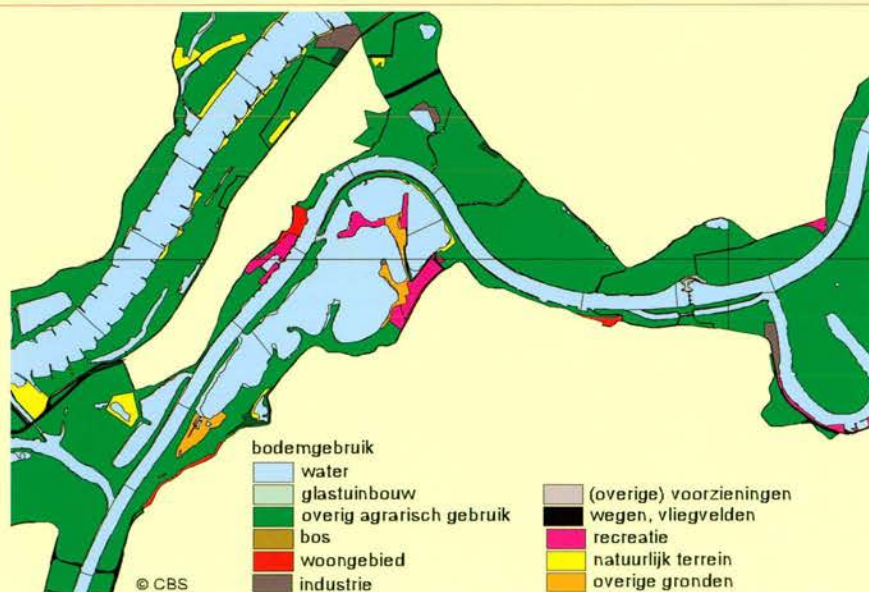 bodemgebruik
water
glastuinbouw
overig agrarisch gebruik
bos
woongebied
industrie
(overige) voorzieningen
wegen, vliegvelden
recreatie
natuurlijk terrein
overige gronden
© CBS